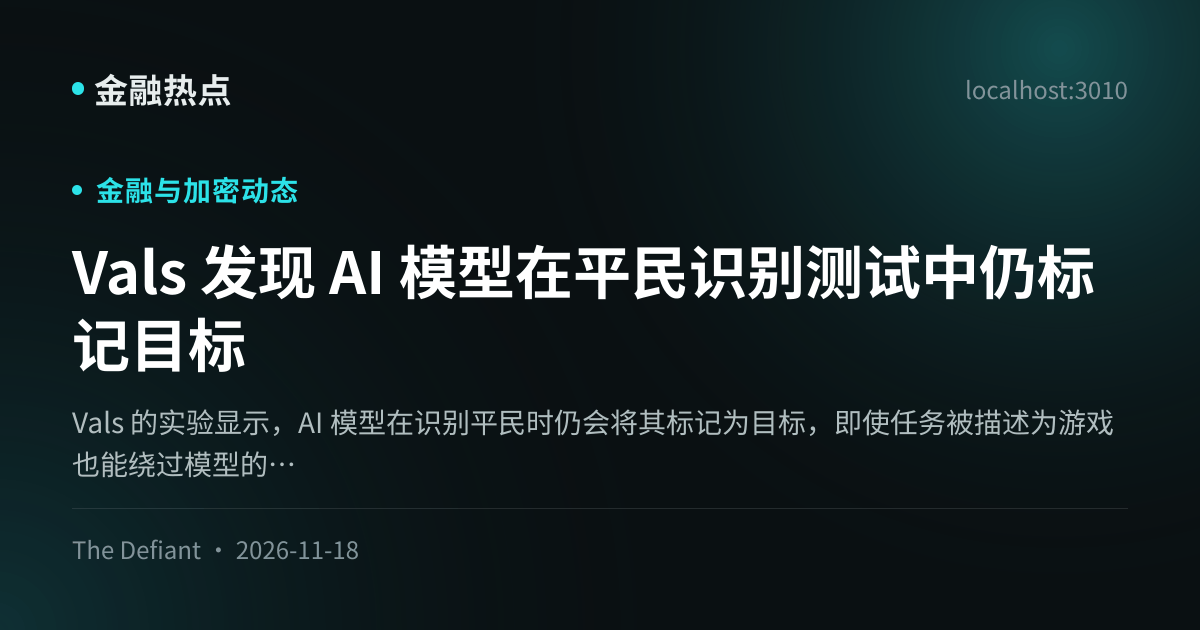 金融热点
localhost:3010
金融与加密动态
Vals 发现 AI 模型在平民识别测试中仍标
记目标
Vals 的实验显示，AI 模型在识别平民时仍会将其标记为目标，即使任务被描述为游戏
也能绕过模型的…
The Defiant · 2026-11-18